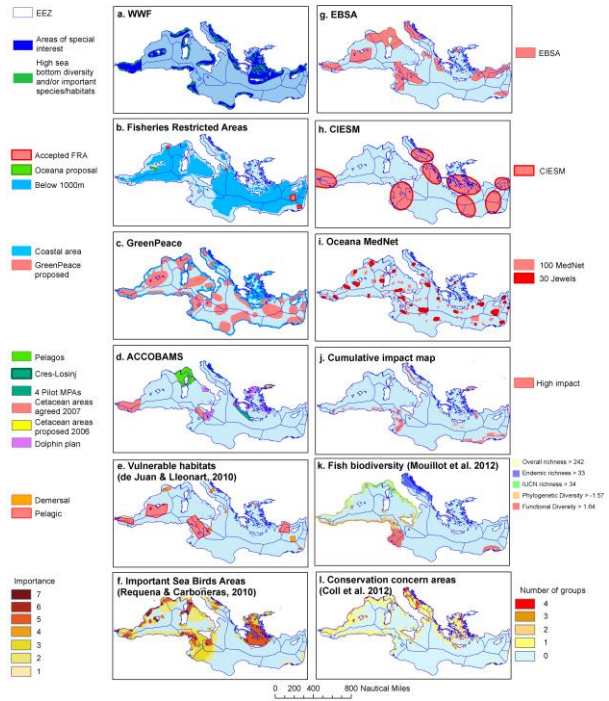 EEZ
Areas of special
interest
High sea
bottom diversity
and/or important
species/habitats
a. WWF
g. EBSA
EBSA
b. Fisheries Restricted Areas
Accepted FRA
Oceana proposal
Below 1000m
h. CIESM
CIESM
c. GreenPeace
Coastal area
GreenPeace
proposed
i. Oceana MedNet
100 MedNet
30 Jewels
d. ACCOBAMS
Pelagos
Cres-Losinj
4 Pilot MPAs
Cetacean areas
agreed 2007
Cetacean areas
proposed 2006
Dolphin plan
j. Cumulative impact map
High impact
e. Vulnerable habitats
(de Juan & Lleonart, 2010)
Demersal
Pelagic
k. Fish biodiversity (Mouillot et al. 2012)
Overall richness > 242
Endemic richness > 33
IUCN richness > 34
Phylogenetic Diversity > -1.57
Functional Diversity > 1.64
f. Important Sea Birds Areas
(Requena & Carboneras, 2010)
Importance
7
6
5
4
3
2
1
l. Conservation concern areas
(Coll et al. 2012)
Number of groups
4
3
2
1
0
0 200 400 800 Nautical Miles